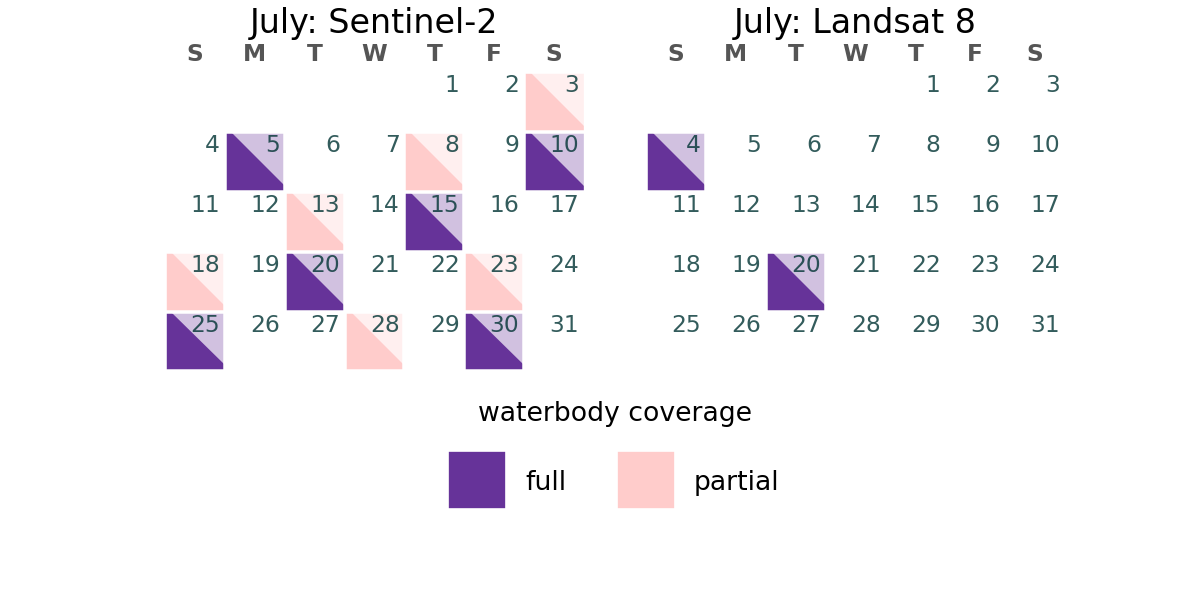 July: Sentinel-2
S M T W T F S
1 2 3
4 5 6 7 8 9 10
11 12 13 14 15 16 17
18 19 20 21 22 23 24
25 26 27 28 29 30 31
July: Landsat 8
S M T W T F S
1 2 3
4 5 6 7 8 9 10
11 12 13 14 15 16 17
18 19 20 21 22 23 24
25 26 27 28 29 30 31
waterbody coverage
full partial